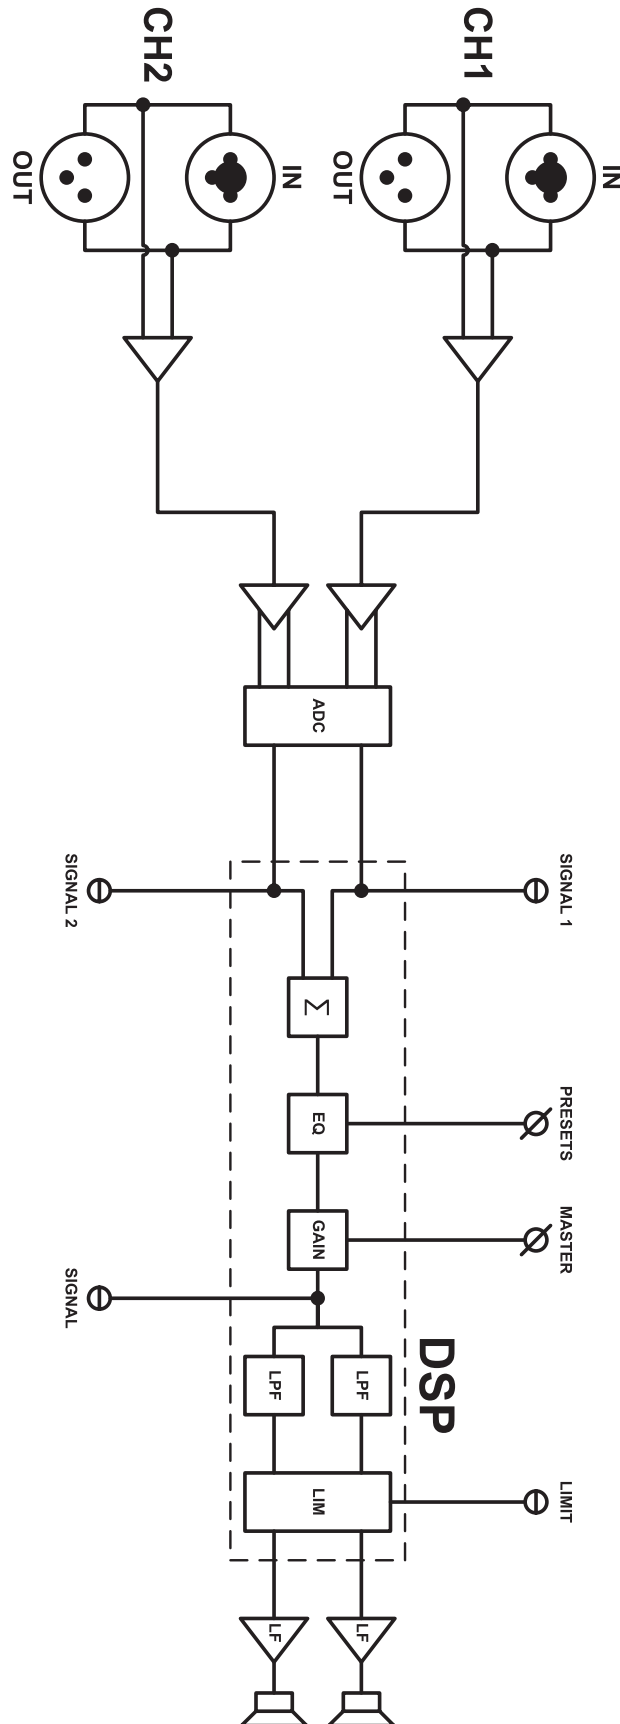 CH1
IN
OUT
CH2
IN
OUT
ADC
SIGNAL 1
SIGNAL 2
Σ
EQ
PRESETS
GAIN
MASTER
SIGNAL
DSP
LPF
LPF
LIM
LIMIT
LF
LF